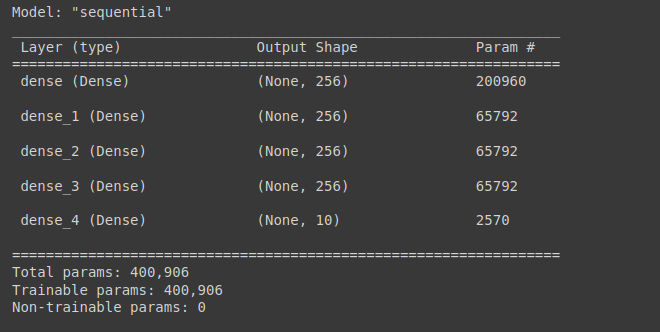 Model: "sequential"
_________________________________________________________________
Layer (type) Output Shape Param #
=================================================================
dense (Dense) (None, 256) 200960
dense_1 (Dense) (None, 256) 65792
dense_2 (Dense) (None, 256) 65792
dense_3 (Dense) (None, 256) 65792
dense_4 (Dense) (None, 10) 2570
=================================================================
Total params: 400,906
Trainable params: 400,906
Non-trainable params: 0